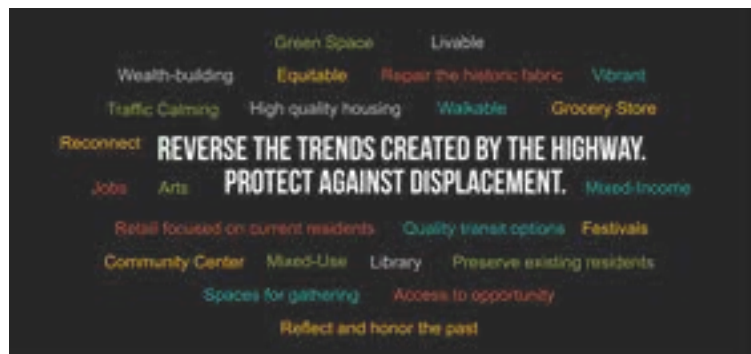 Green Space Livable
Wealth-building Equitable Repair the historic fabric Vibrant
Traffic Calming High quality housing Walkable Grocery Store
Reconnect REVERSE THE TRENDS CREATED BY THE HIGHWAY.
Jobs Arts PROTECT AGAINST DISPLACEMENT. Mixed-Income
Retail focused on current residents Quality transit options Festivals
Community Center Mixed-Use Library Preserve existing residents
Spaces for gathering Access to opportunity
Reflect and honor the past